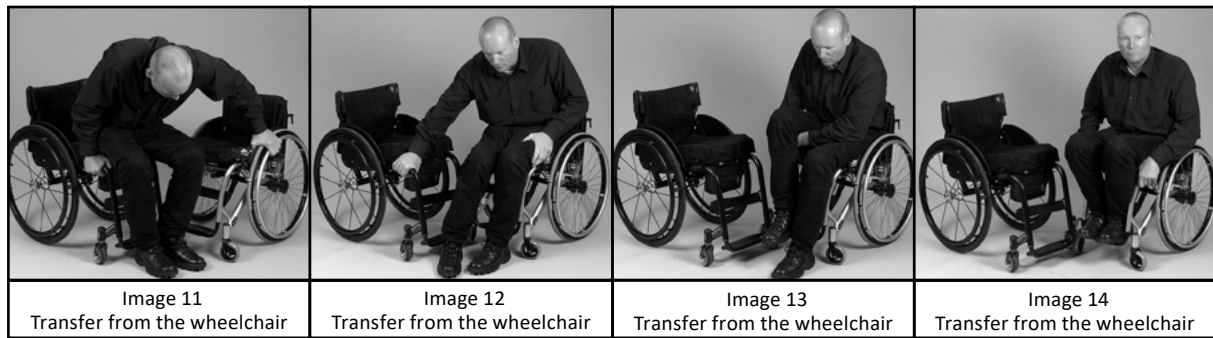 Image 11
Transfer from the wheelchair
Image 12
Transfer from the wheelchair
Image 13
Transfer from the wheelchair
Image 14
Transfer from the wheelchair